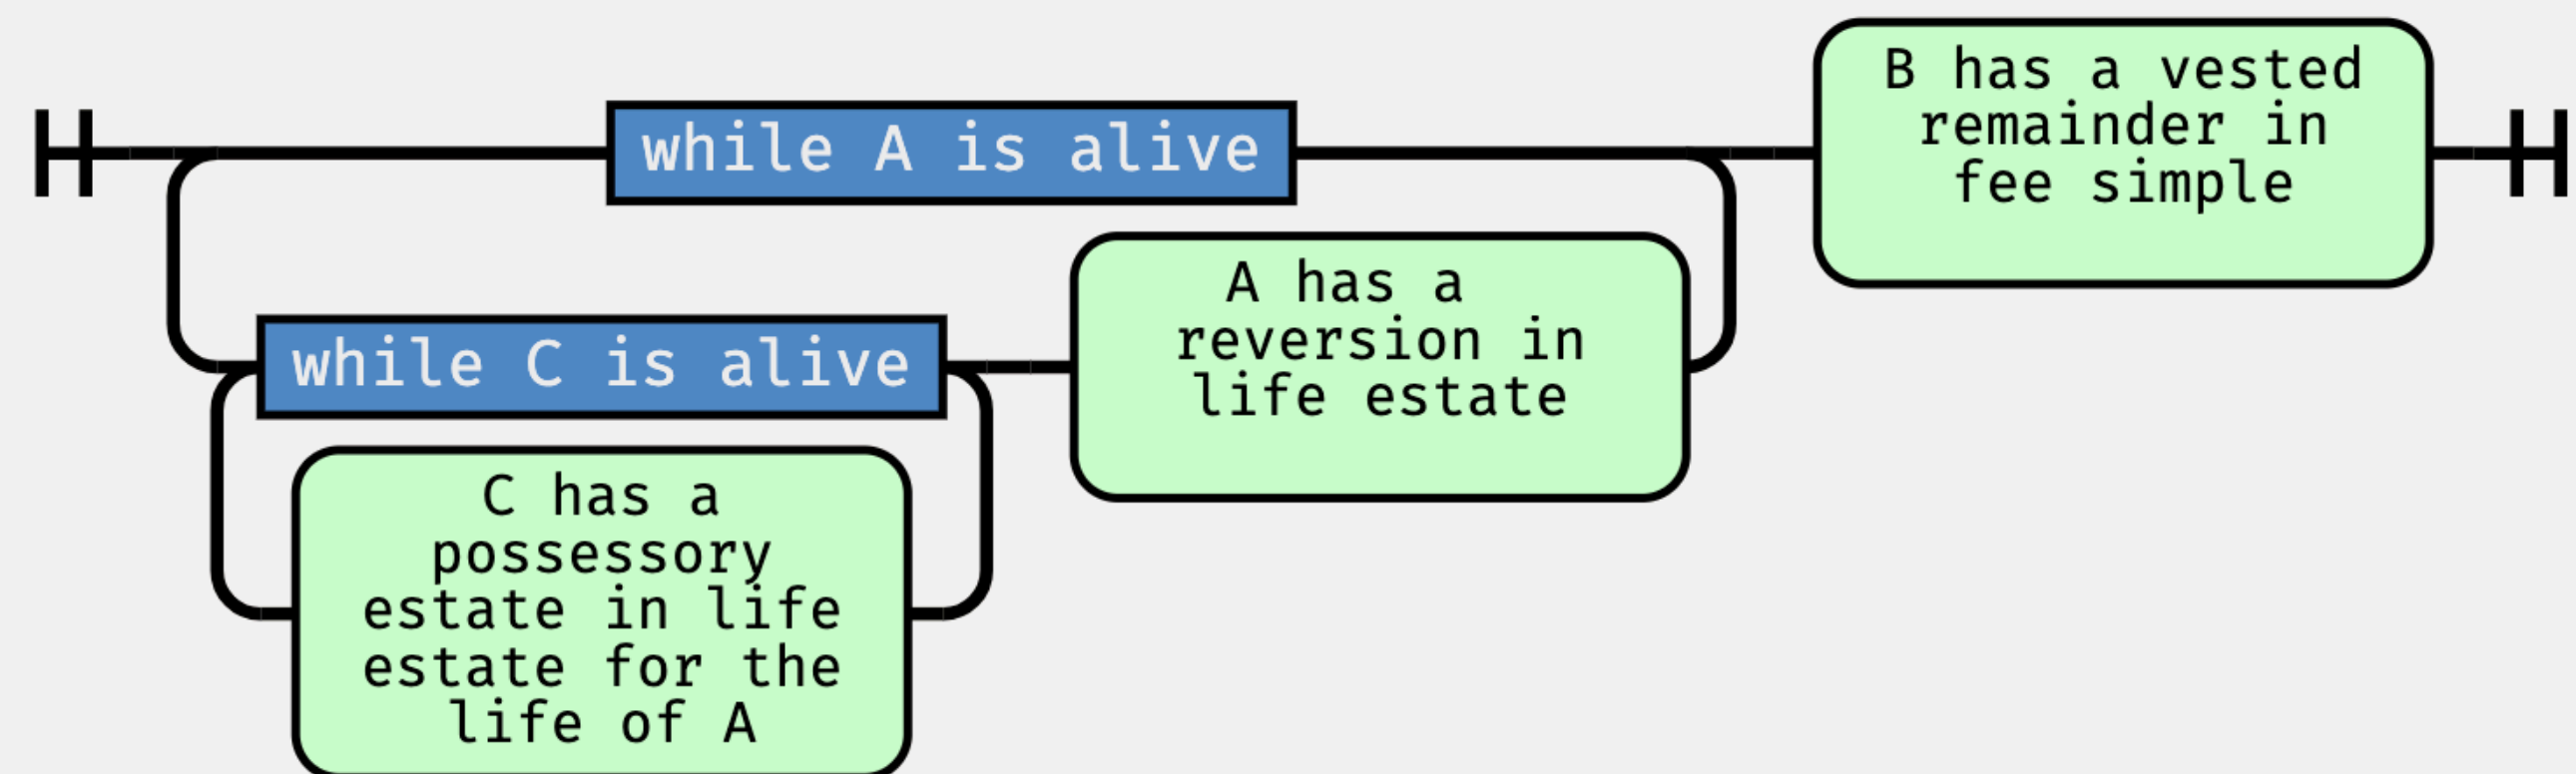 while A is alive
B has a vested
remainder in
fee simple
while C is alive
A has a
reversion in
life estate
C has a
possessory
estate in life
estate for the
life of A